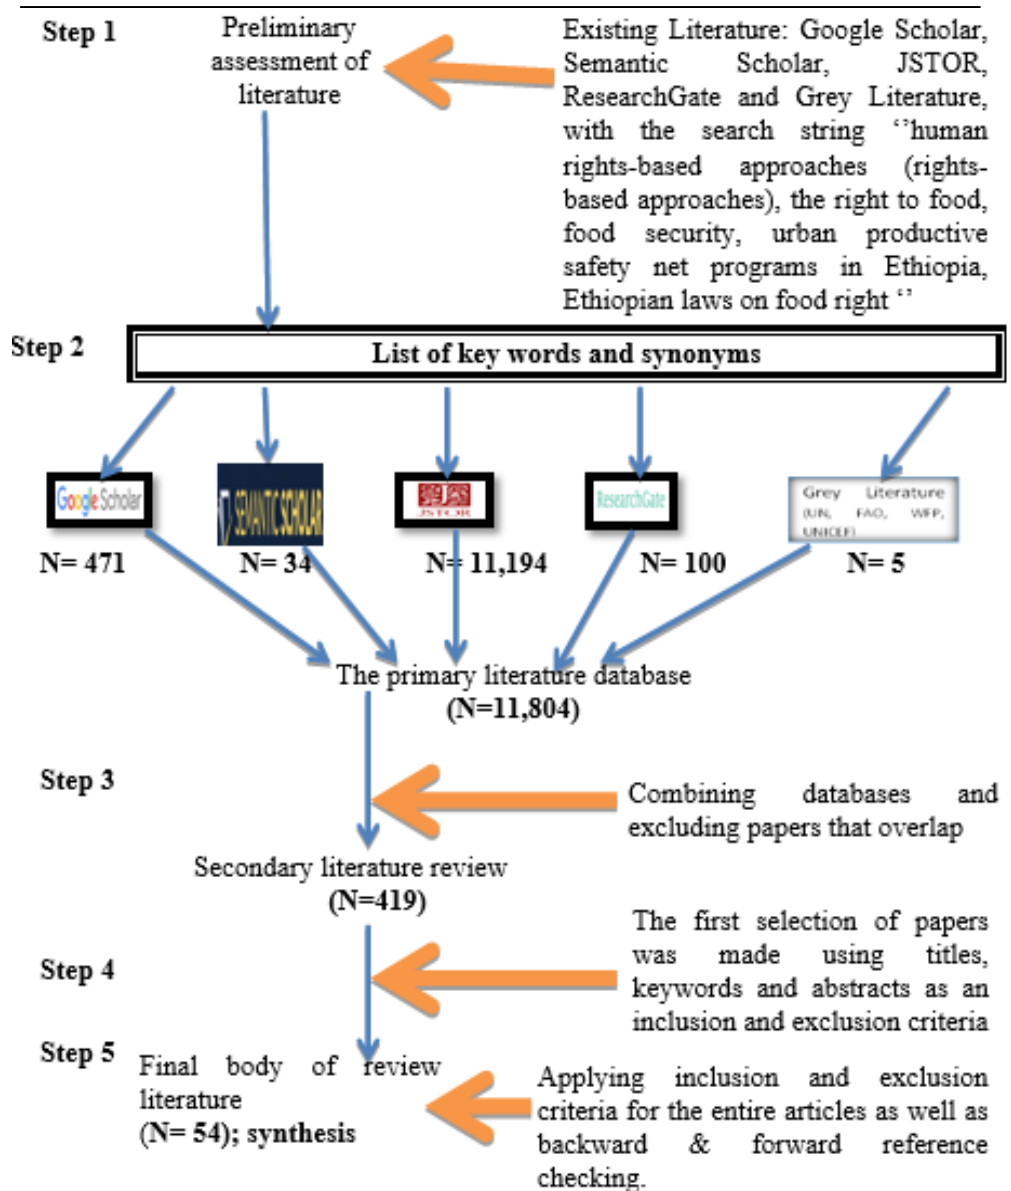 Step 1
Preliminary
assessment of
literature
Existing Literature: Google Scholar,
Semantic Scholar, JSTOR,
ResearchGate and Grey Literature,
with the search string ‘’human
rights-based approaches (rights-
based approaches), the right to food,
food security, urban productive
safety net programs in Ethiopia,
Ethiopian laws on food right ‘’
Step 2
List of key words and synonyms
Google Scholar
SEMANTIC SCHOLAR
JSTOR
ResearchGate
Grey Literature
(UN, FAO, WFP,
UNICEF)
N= 471
N= 34
N= 11,194
N= 100
N= 5
The primary literature database
(N=11,804)
Step 3
Combining databases and
excluding papers that overlap
Secondary literature review
(N=419)
Step 4
The first selection of papers
was made using titles,
keywords and abstracts as an
inclusion and exclusion criteria
Step 5
Final body of review
literature
(N= 54); synthesis
Applying inclusion and exclusion
criteria for the entire articles as well as
backward & forward reference
checking.